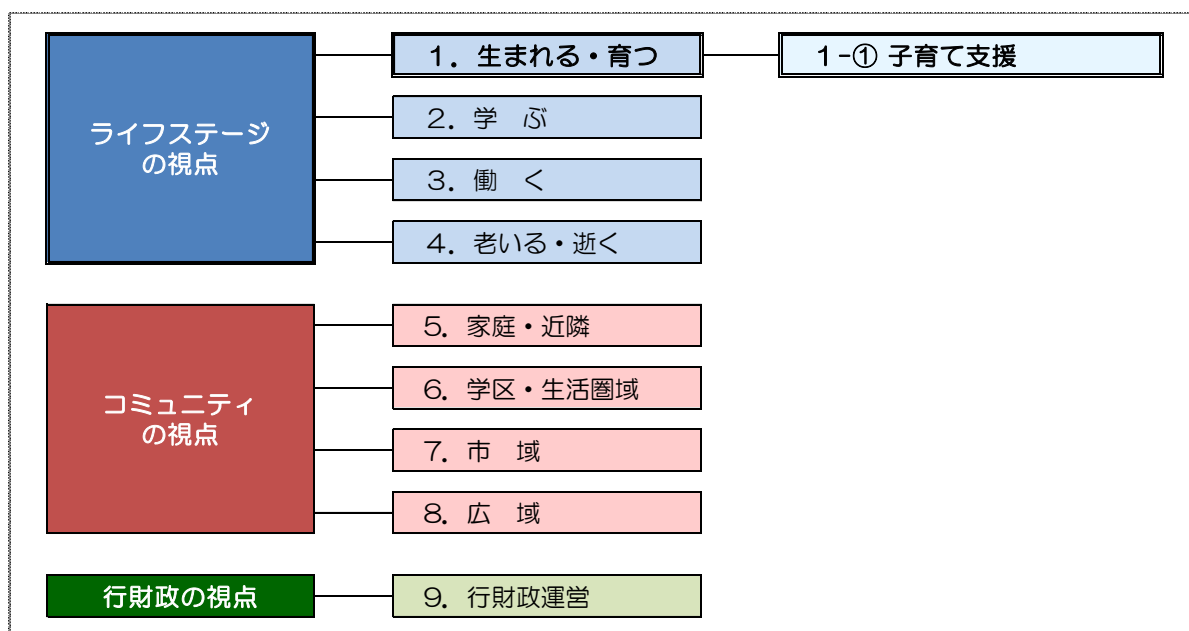 ライフステージ
の視点
1. 生まれる・育つ
1-① 子育て支援
2. 学　ぶ
3. 働　く
4. 老いる・逝く
コミュニティ
の視点
5. 家庭・近隣
6. 学区・生活圏域
7. 市　域
8. 広　域
行財政の視点
9. 行財政運営